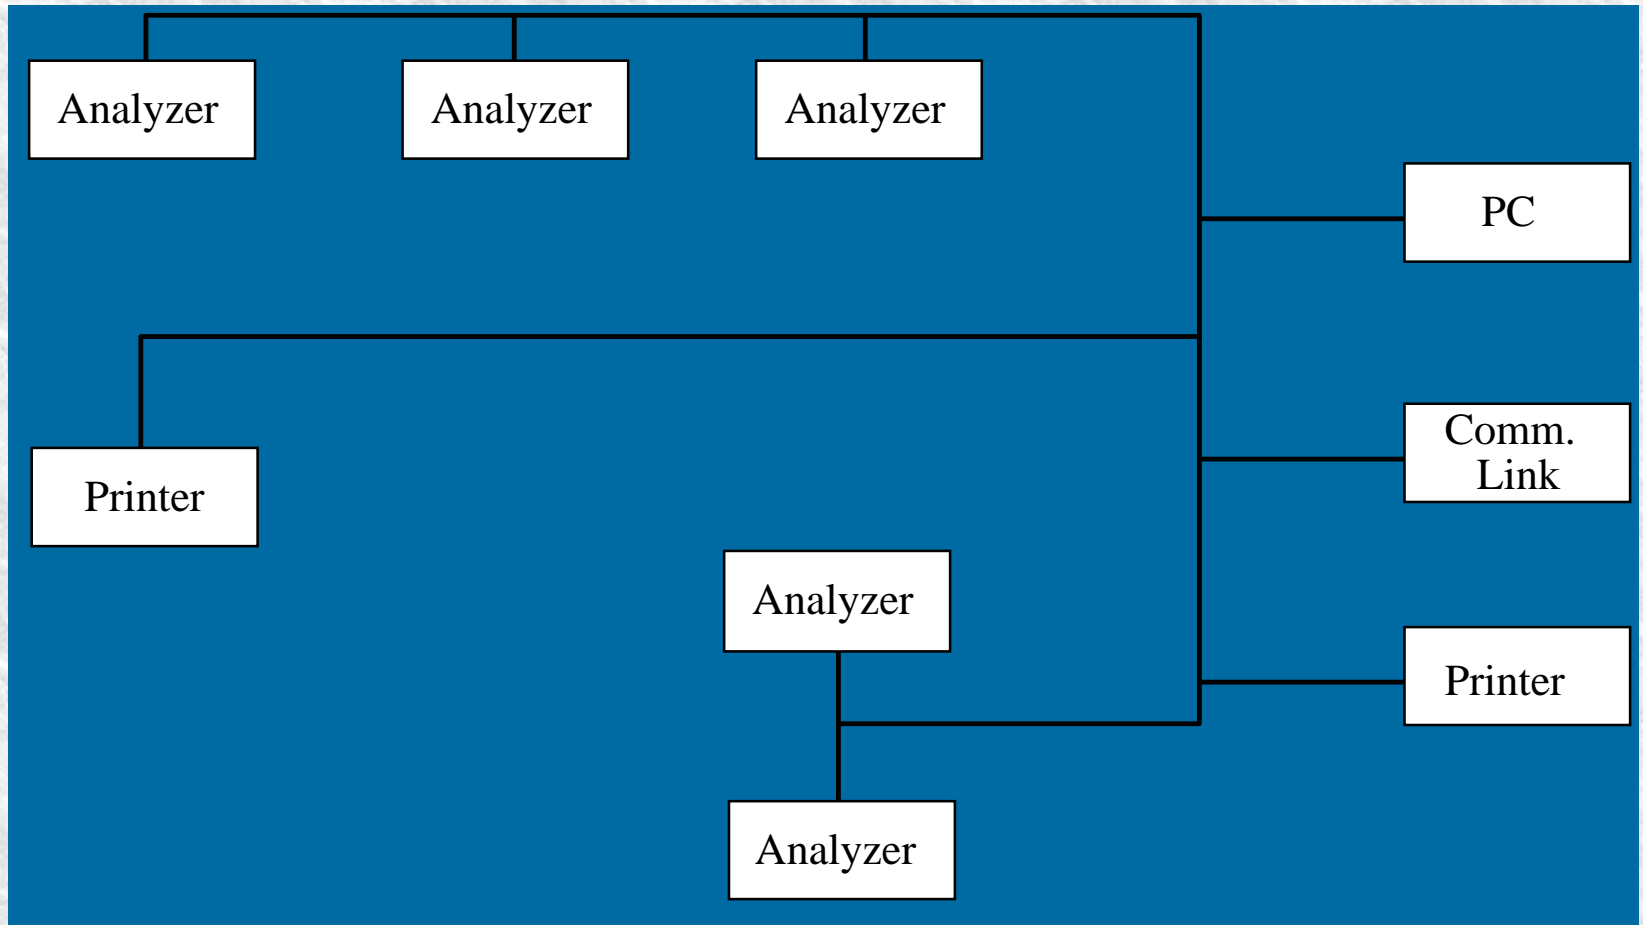 Analyzer
Analyzer
Analyzer
PC
Comm.
Link
Printer
Analyzer
Printer
Analyzer